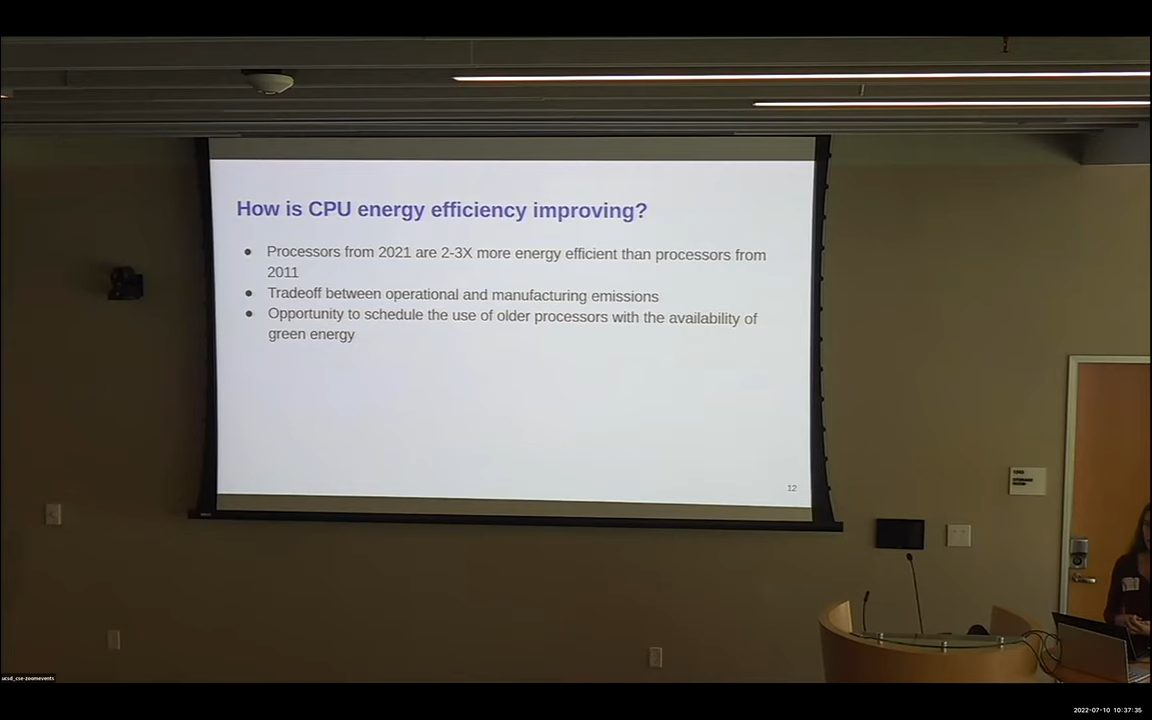 How is CPU energy efficiency improving?
● Processors from 2021 are 2-3X more energy efficient than processors from
2011
● Tradeoff between operational and manufacturing emissions
● Opportunity to schedule the use of older processors with the availability of
green energy
12
ucsd_cse-zoomevents
2022-07-10 10:37:35